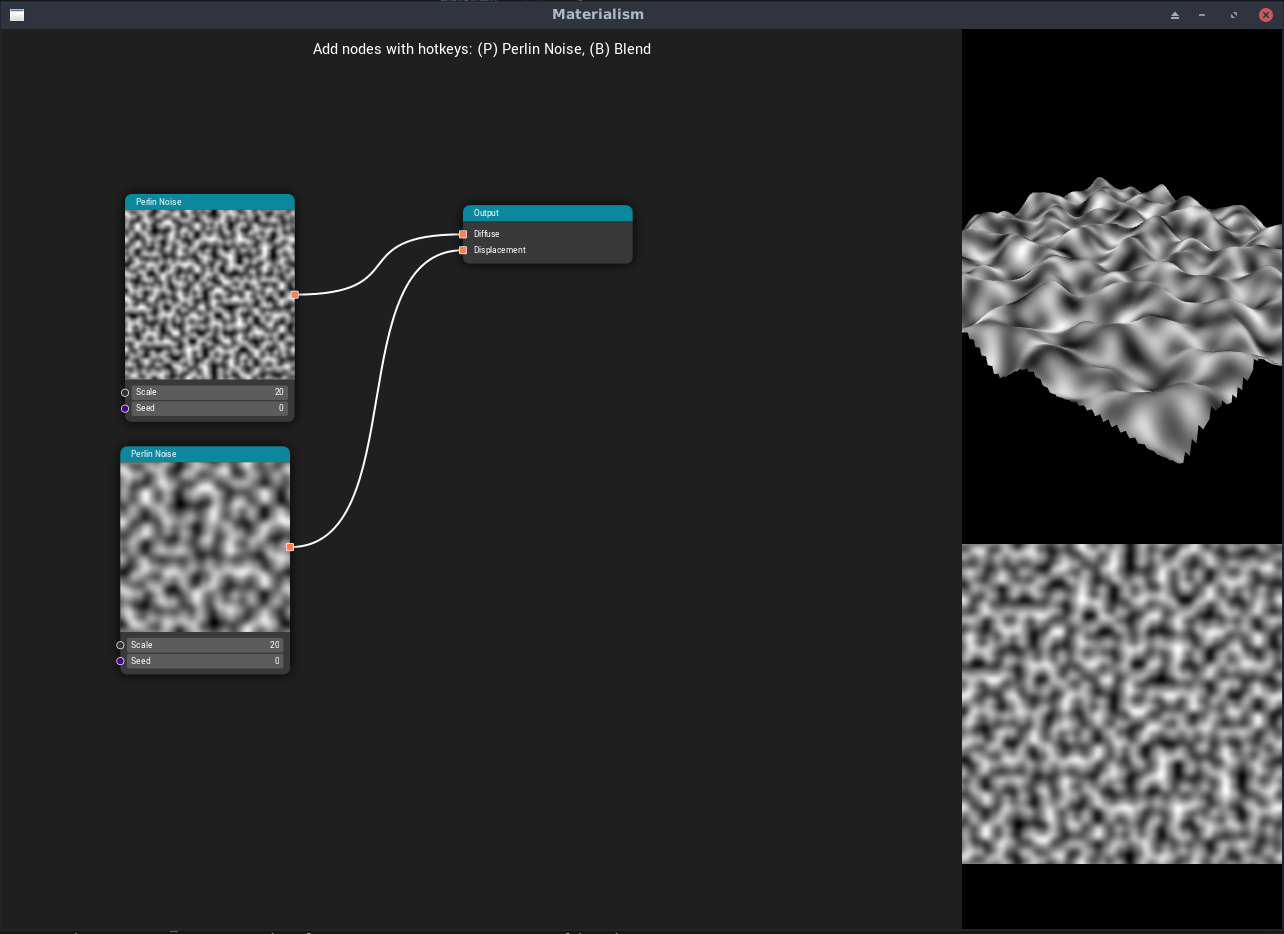 Materialism
Add nodes with hotkeys: (P) Perlin Noise, (B) Blend
Perlin Noise
Scale 20
Seed 0
Output
Diffuse
Displacement
Perlin Noise
Scale 20
Seed 0